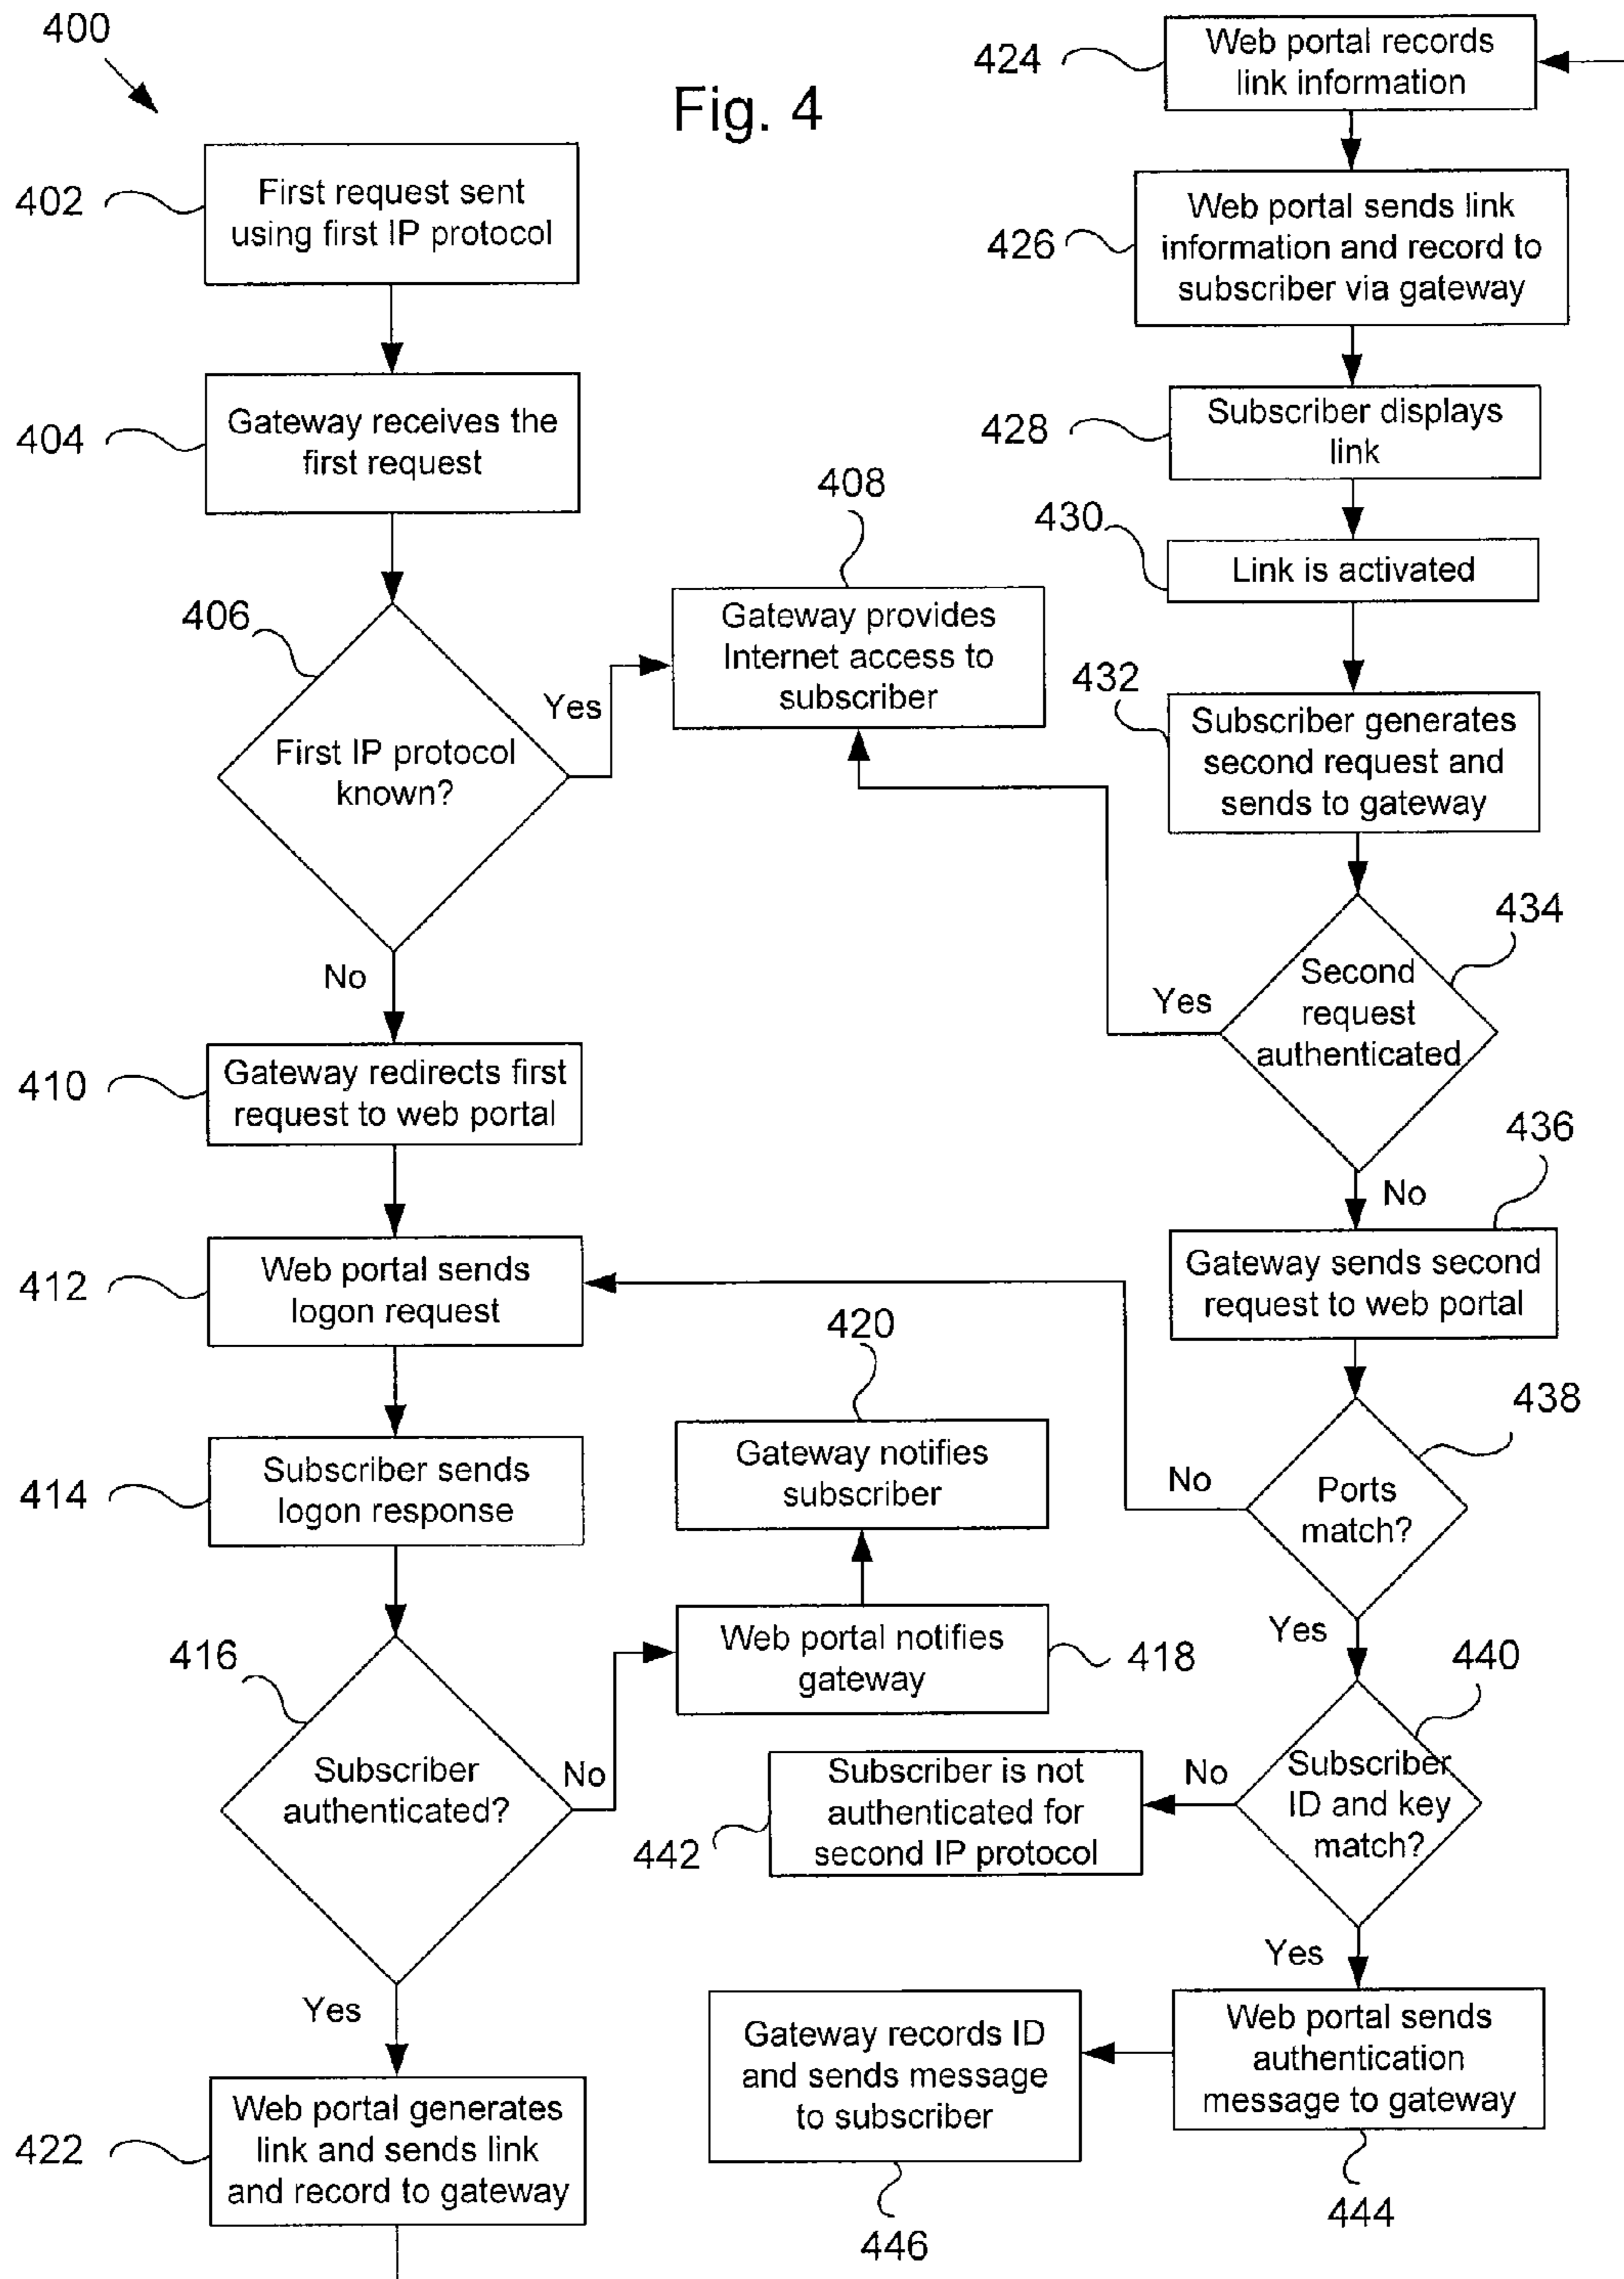 400
Fig. 4
402
First request sent
using first IP protocol
404
Gateway receives the
first request
406
First IP protocol
known?
Yes
No
408
Gateway provides
Internet access to
subscriber
410
Gateway redirects first
request to web portal
412
Web portal sends
logon request
414
Subscriber sends
logon response
416
Subscriber
authenticated?
No
Yes
418
Web portal notifies
gateway
420
Gateway notifies
subscriber
422
Web portal generates
link and sends link
and record to gateway
424
Web portal records
link information
426
Web portal sends link
information and record to
subscriber via gateway
428
Subscriber displays
link
430
Link is activated
432
Subscriber generates
second request and
sends to gateway
434
Second
request
authenticated
Yes
No
436
Gateway sends second
request to web portal
438
Ports
match?
No
Yes
440
Subscriber
ID and key
match?
No
Yes
442
Subscriber is not
authenticated for
second IP protocol
444
Web portal sends
authentication
message to gateway
446
Gateway records ID
and sends message
to subscriber